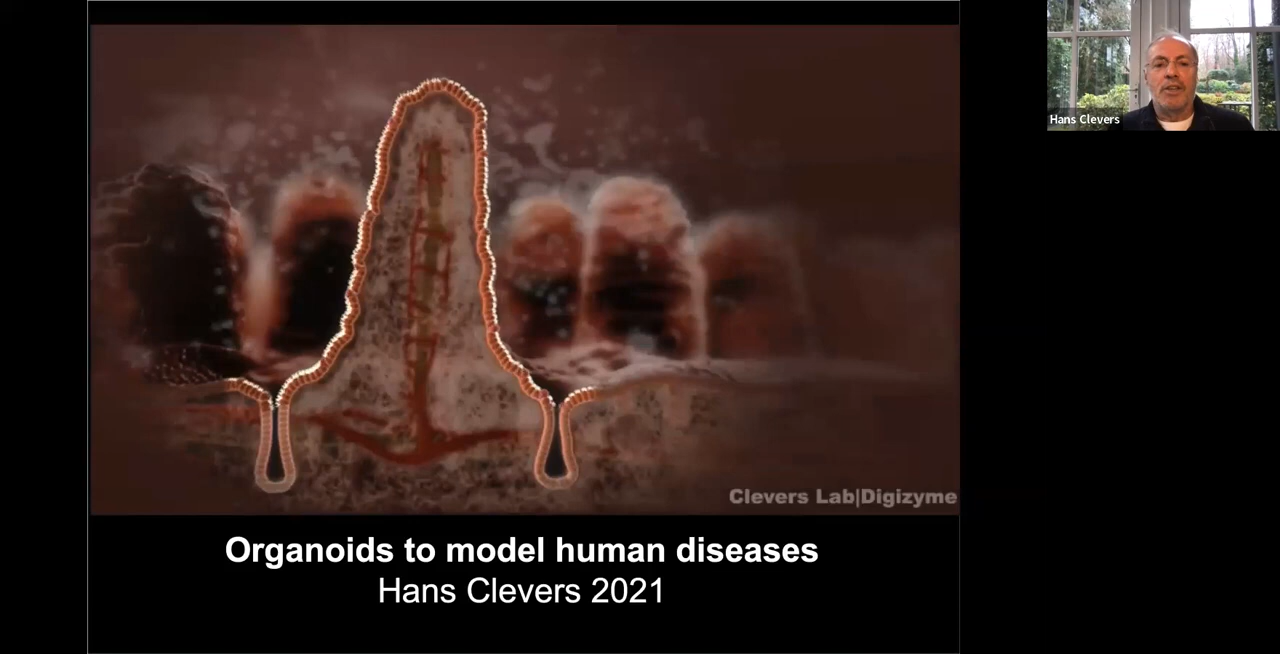 Hans Clevers
Clevers Lab|Digizyme
Organoids to model human diseases
Hans Clevers 2021